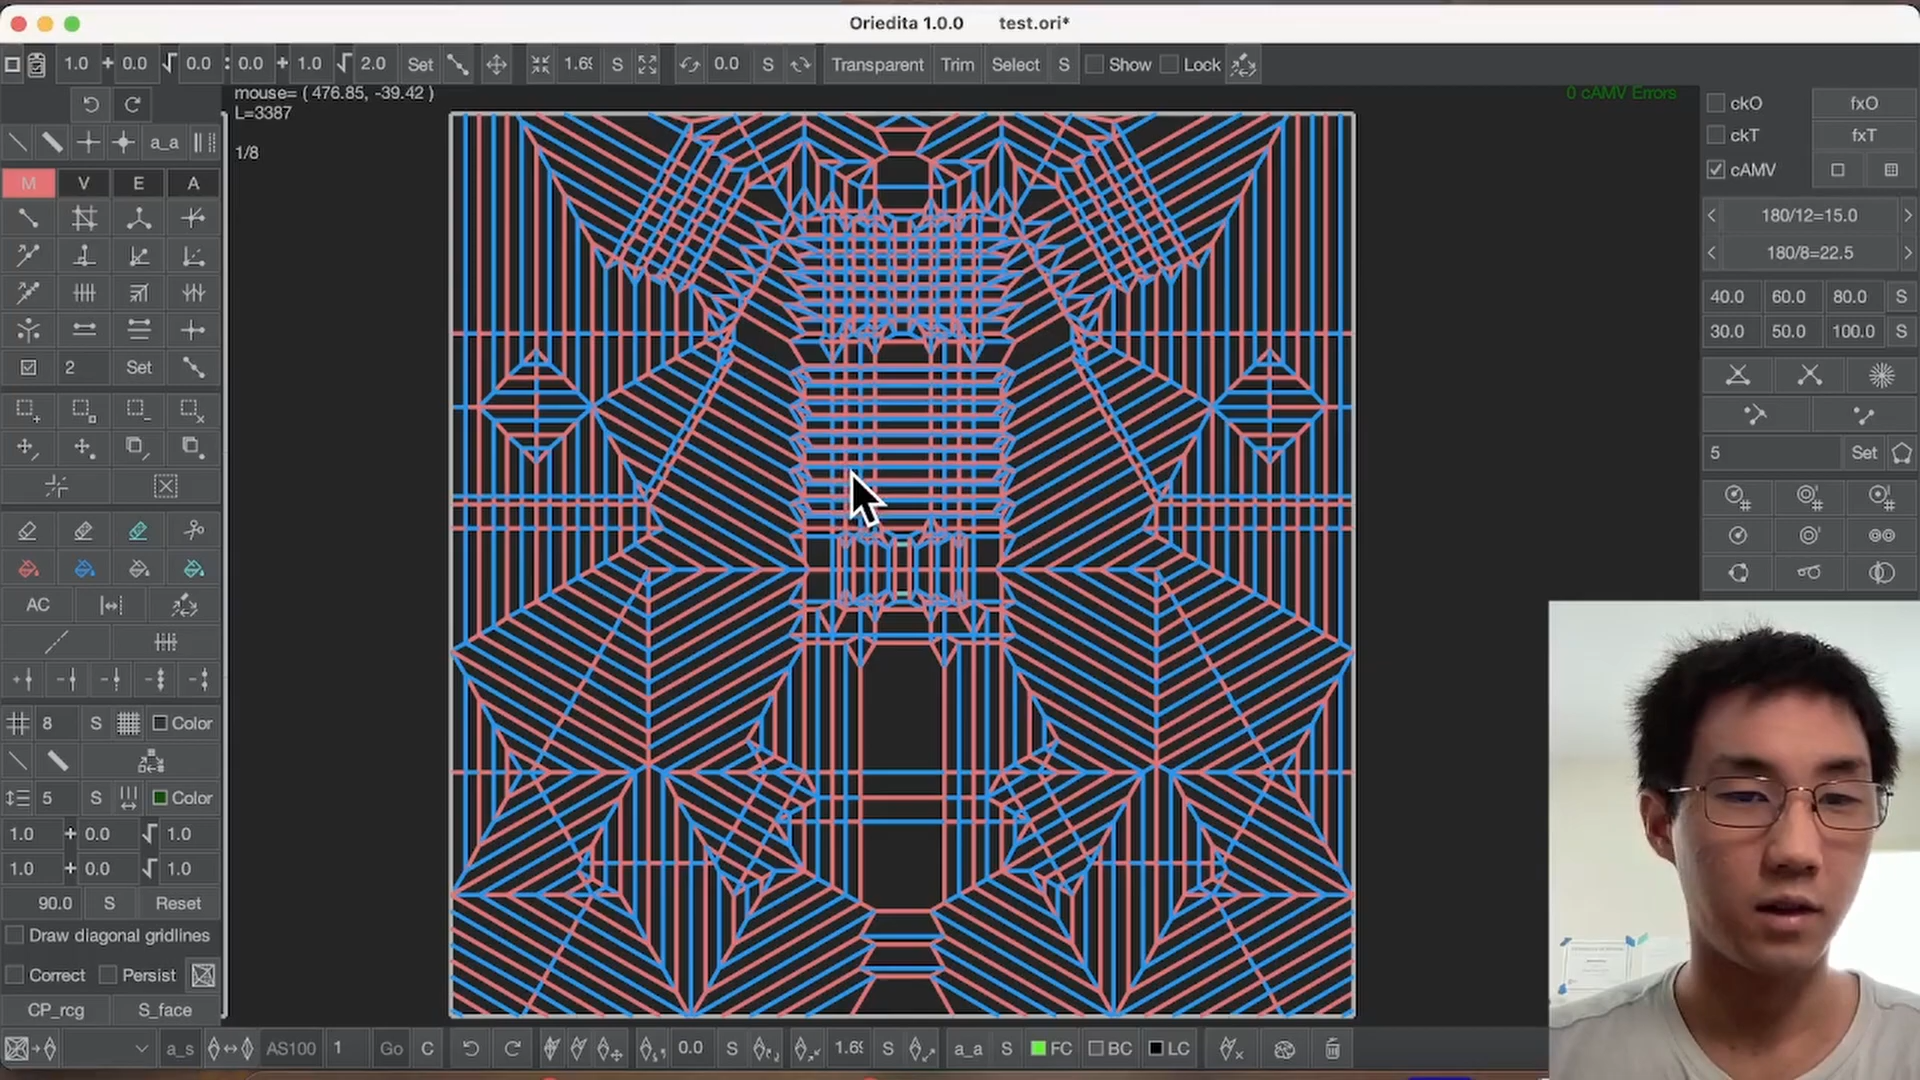 Oriedita 1.0.0 test.ori*
1.0 + 0.0 √ 0.0 : 0.0 + 1.0 √ 2.0 Set 1.6 S 0.0 S Transparent Trim Select S Show Lock
mouse= ( 476.85, -39.42 )
L=3387
1/8
0 cAMV Errors
a_a
M V E A
2 Set
AC
8 S Color
5 S Color
1.0 + 0.0 √ 1.0
1.0 + 0.0 √ 1.0
90.0 S Reset
Draw diagonal gridlines
Correct Persist
CP_rcg S_face
ckO fxO
ckT fxT
cAMV
< 180/12=15.0 >
< 180/8=22.5 >
40.0 60.0 80.0 S
30.0 50.0 100.0 S
5 Set
a_s AS100 1 Go C 0.0 S 1.6 S a_a S FC BC LC